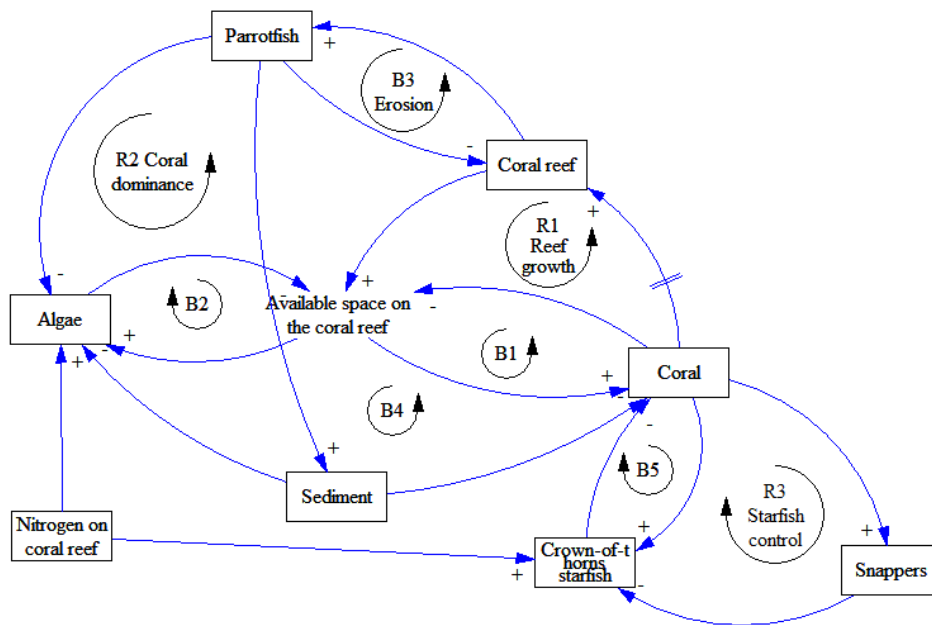 Parrotfish
+
B3
Erosion
-
Coral reef
R2 Coral
dominance
+
R1
Reef
growth
-
+
Algae
B2
-
Available space on
the coral reef
-
+
-
+
B1
+
-
Coral
B4
-
+
Sediment
B5
R3
Starfish
control
Nitrogen on
coral reef
+
+
Crown-of-t
horns
starfish
+
-
Snappers